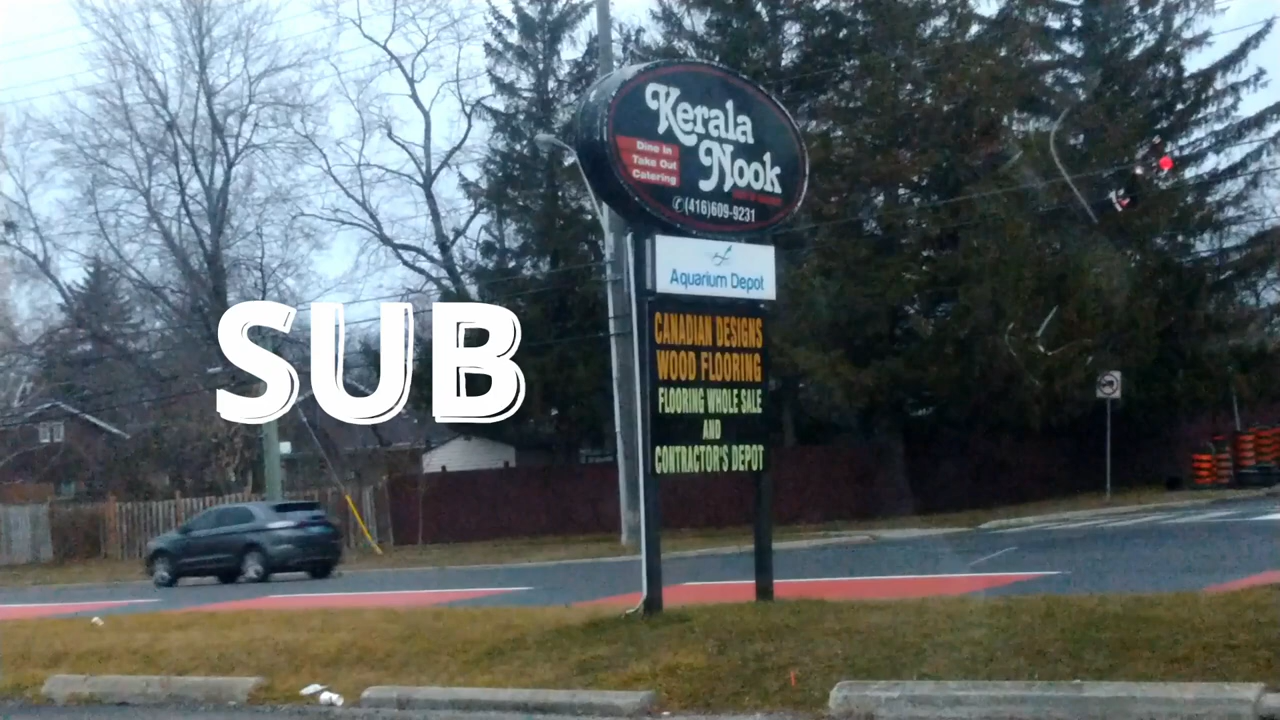 SUB
Kerala
Nook
Dine In
Take Out
Catering
(416)609-9231
Aquarium Depot
CANADIAN DESIGNS
WOOD FLOORING
FLOORING WHOLE SALE
AND
CONTRACTOR'S DEPOT